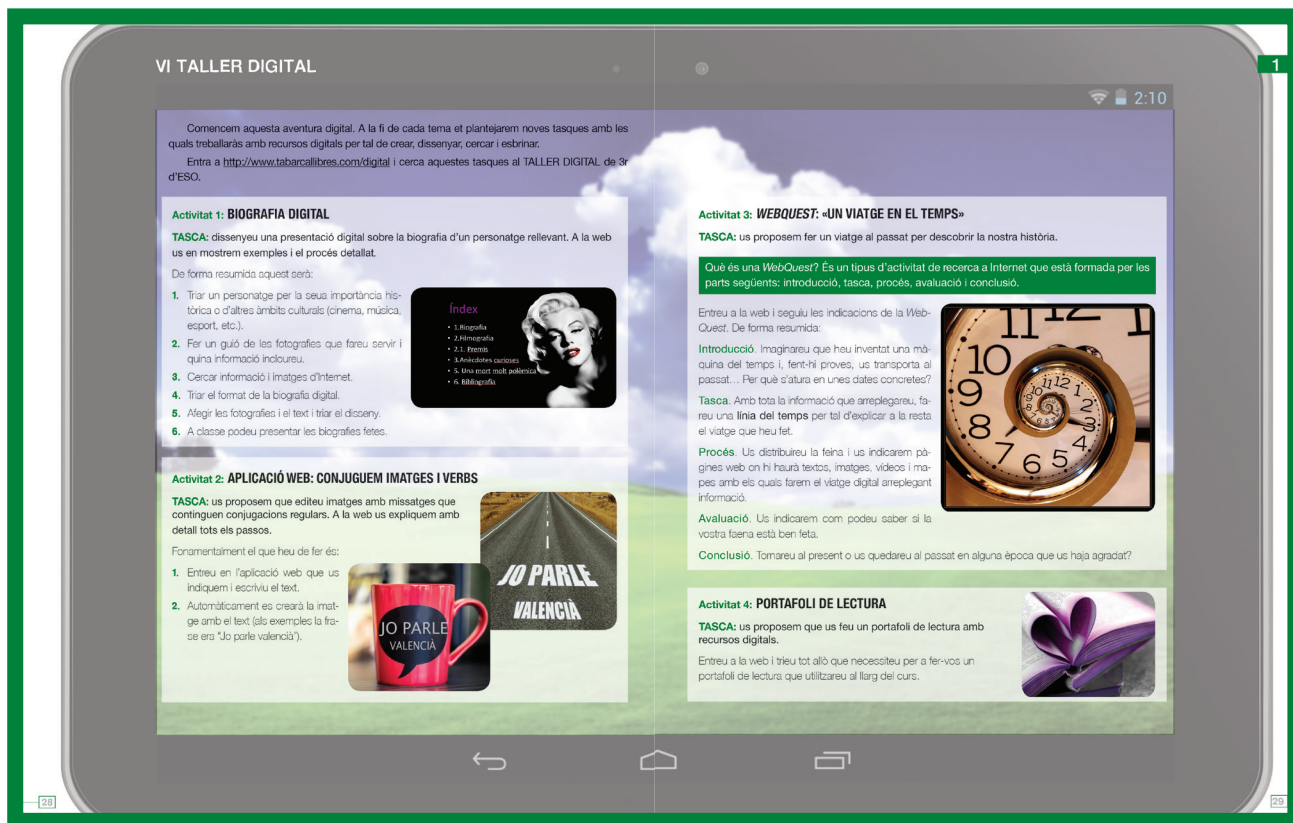 VI TALLER DIGITAL
1
2:10
Comencem aquesta aventura digital. A la fi de cada tema et plantejarem noves tasques amb les
quals treballaràs amb recursos digitals per tal de crear, dissenyar, cercar i esbrinar.
Entra a http://www.tabarcallibres.com/digital i cerca aquestes tasques al TALLER DIGITAL de 3r
d'ESO.
Activitat 1: BIOGRAFIA DIGITAL
TASCA: dissenyeu una presentació digital sobre la biografia d'un personatge rellevant. A la web
us en mostrem exemples i el procés detallat.
De forma resumida aquest serà:
1. Triar un personatge per la seua importància his-
tòrica o d'altres àmbits culturals (cinema, música,
esport, etc.).
2. Fer un guió de les fotografies que fareu servir i
quina informació incloureu.
3. Cercar informació i imatges d'Internet.
4. Triar el format de la biografia digital.
5. Afegir les fotografies i el text i triar el disseny.
6. A classe podeu presentar les biografies fetes.
Índex
• 1.Biografia
• 2.Filmografia
• 2.1. Premis
• 3.Anècdotes curioses
• 5. Una mort molt polèmica
• 6. Bibliografia
Activitat 2: APLICACIÓ WEB: CONJUGUEM IMATGES I VERBS
TASCA: us proposem que editeu imatges amb missatges que
continguen conjugacions regulars. A la web us expliquem amb
detall tots els passos.
Fonamentalment el que heu de fer és:
1. Entreu en l'aplicació web que us
indiquem i escriviu el text.
2. Automàticament es crearà la imat-
ge amb el text (als exemples la fra-
se era "Jo parle valencià").
JO PARLE
VALENCIÀ
JO PARLE
VALENCIÀ
28
Activitat 3: WEBQUEST: «UN VIATGE EN EL TEMPS»
TASCA: us proposem fer un viatge al passat per descobrir la nostra història.
Què és una WebQuest? És un tipus d'activitat de recerca a Internet que està formada per les
parts següents: introducció, tasca, procés, avaluació i conclusió.
Entreu a la web i seguiu les indicacions de la Web-
Quest. De forma resumida:
Introducció. Imaginareu que heu inventat una mà-
quina del temps i, fent-hi proves, us transporta al
passat... Per què s'atura en unes dates concretes?
Tasca. Amb tota la informació que arreplegareu, fa-
reu una línia del temps per tal d'explicar a la resta
el viatge que heu fet.
Procés. Us distribuireu la feina i us indicarem pà-
gines web on hi haurà textos, imatges, vídeos i ma-
pes amb els quals farem el viatge digital arreplegant
informació.
Avaluació. Us indicarem com podeu saber si la
vostra faena està ben feta.
Conclusió. Tornareu al present o us quedareu al passat en alguna època que us haja agradat?
Activitat 4: PORTAFOLI DE LECTURA
TASCA: us proposem que us feu un portafoli de lectura amb
recursos digitals.
Entreu a la web i trieu tot allò que necessiteu per a fer-vos un
portafoli de lectura que utilitzareu al llarg del curs.
29